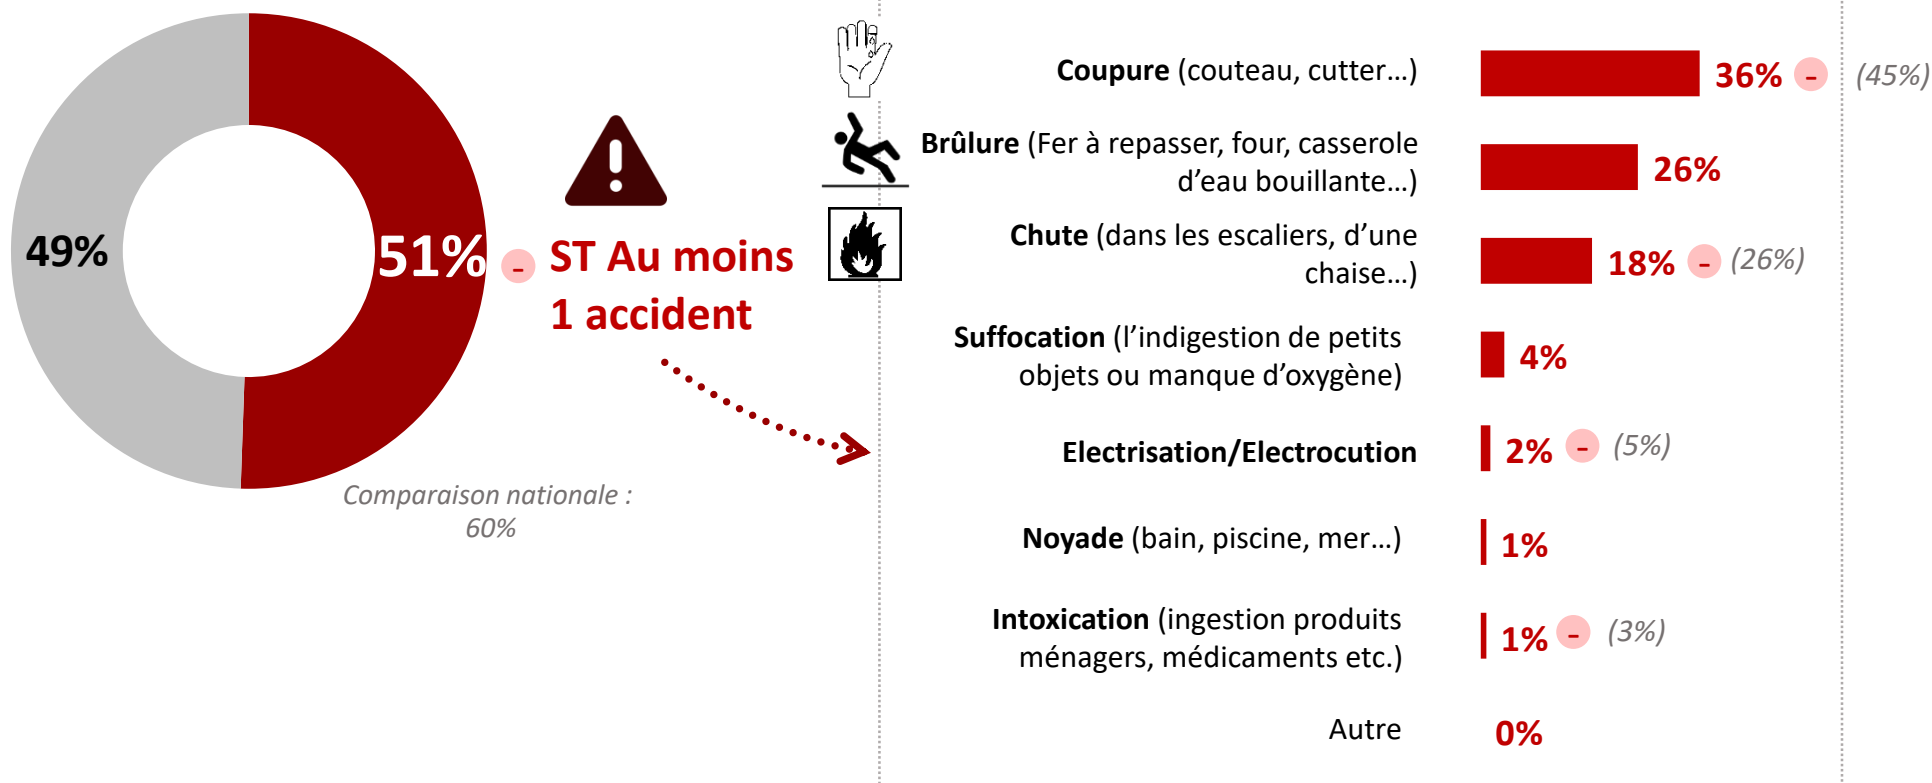 49%
51%
-
ST Au moins
1 accident
Comparaison nationale :
60%
Coupure (couteau, cutter…)
36%
-
(45%)
Brûlure (Fer à repasser, four, casserole
d’eau bouillante…)
26%
Chute (dans les escaliers, d’une
chaise…)
18%
-
(26%)
Suffocation (l’indigestion de petits
objets ou manque d’oxygène)
4%
Electrisation/Electrocution
2%
-
(5%)
Noyade (bain, piscine, mer…)
1%
Intoxication (ingestion produits
ménagers, médicaments etc.)
1%
-
(3%)
Autre
0%